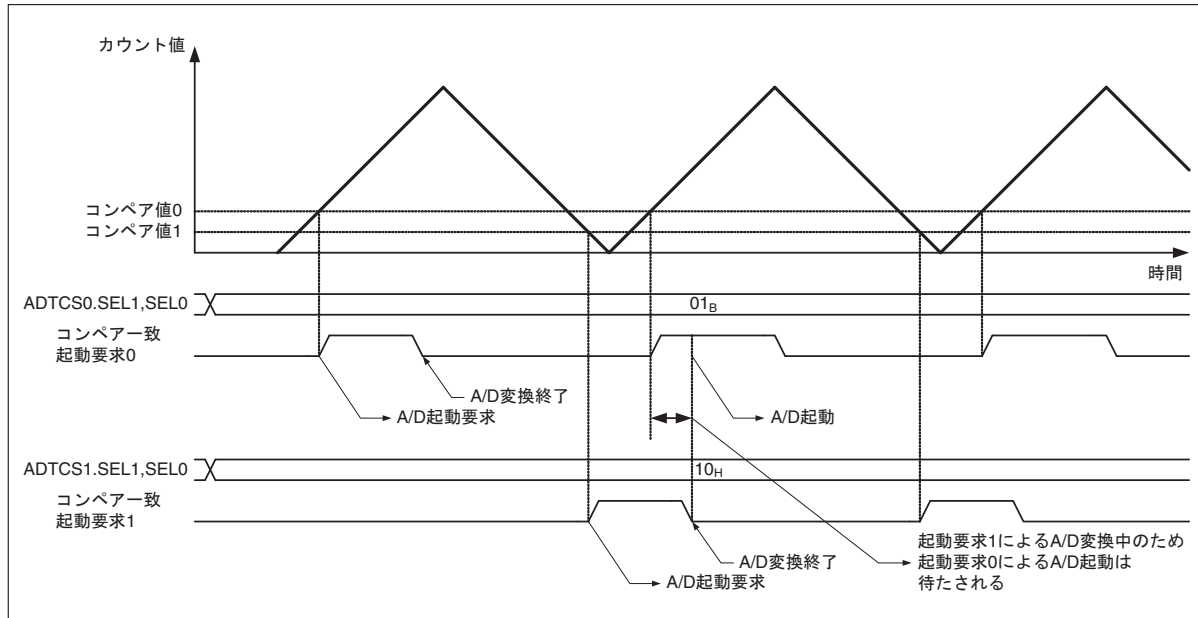 カウント値
コンペア値0
コンペア値1
時間
ADTCS0.SEL1,SEL0
01B
コンペア一致
起動要求0
A/D変換終了
A/D起動要求
A/D起動
ADTCS1.SEL1,SEL0
10H
コンペア一致
起動要求1
A/D変換終了
A/D起動要求
起動要求1によるA/D変換中のため
起動要求0によるA/D起動は
待たされる